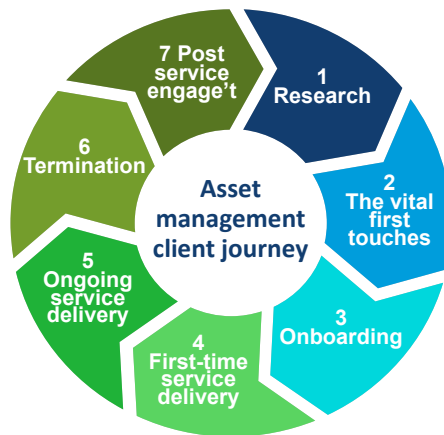 1
Research
2
The vital
first
touches
3
Onboarding
4
First-time
service
delivery
5
Ongoing
service
delivery
6
Termination
7 Post
service
engage't
Asset
management
client journey